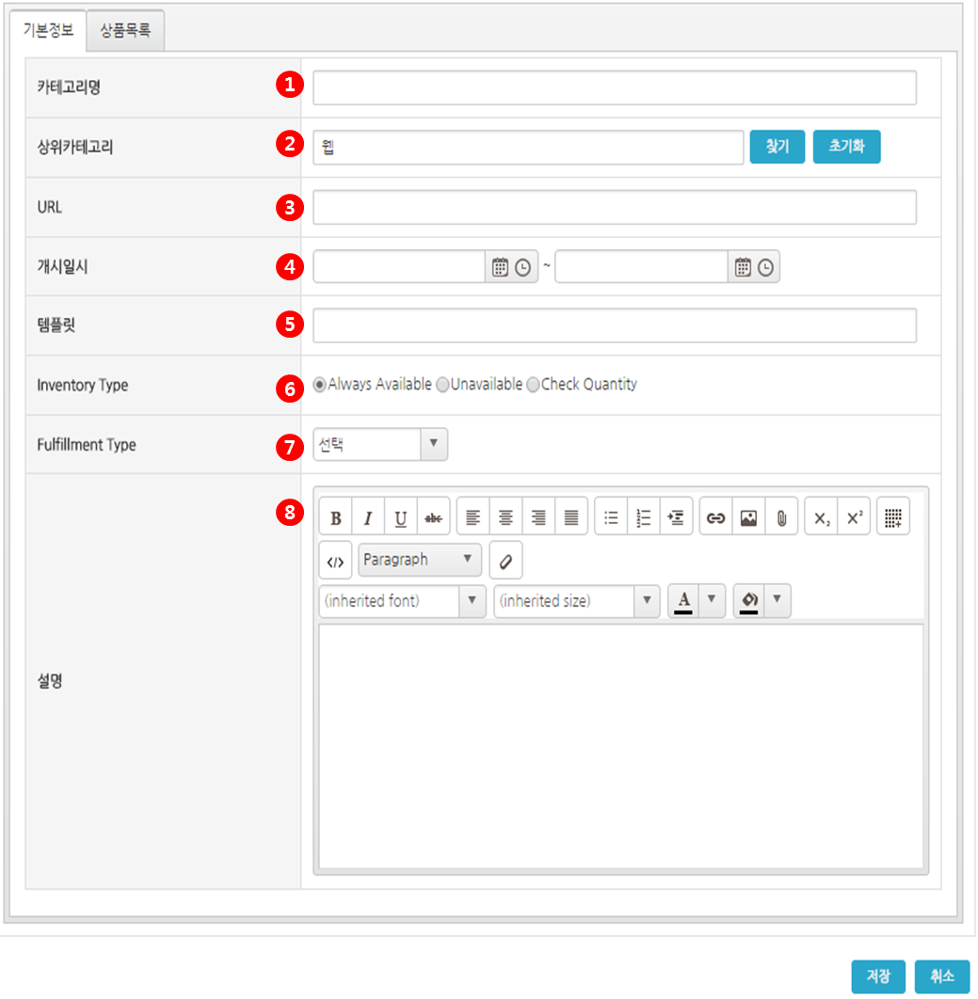 기본정보 상품목록
카테고리명 1
상위카테고리 2 웹 찾기 초기화
URL 3
개시일시 4 ~
템플릿 5
Inventory Type 6 Always Available Unavailable Check Quantity
Fulfillment Type 7 선택
8 B I U abc X₂ X²
</> Paragraph
(inherited font) (inherited size) A
설명
저장 취소